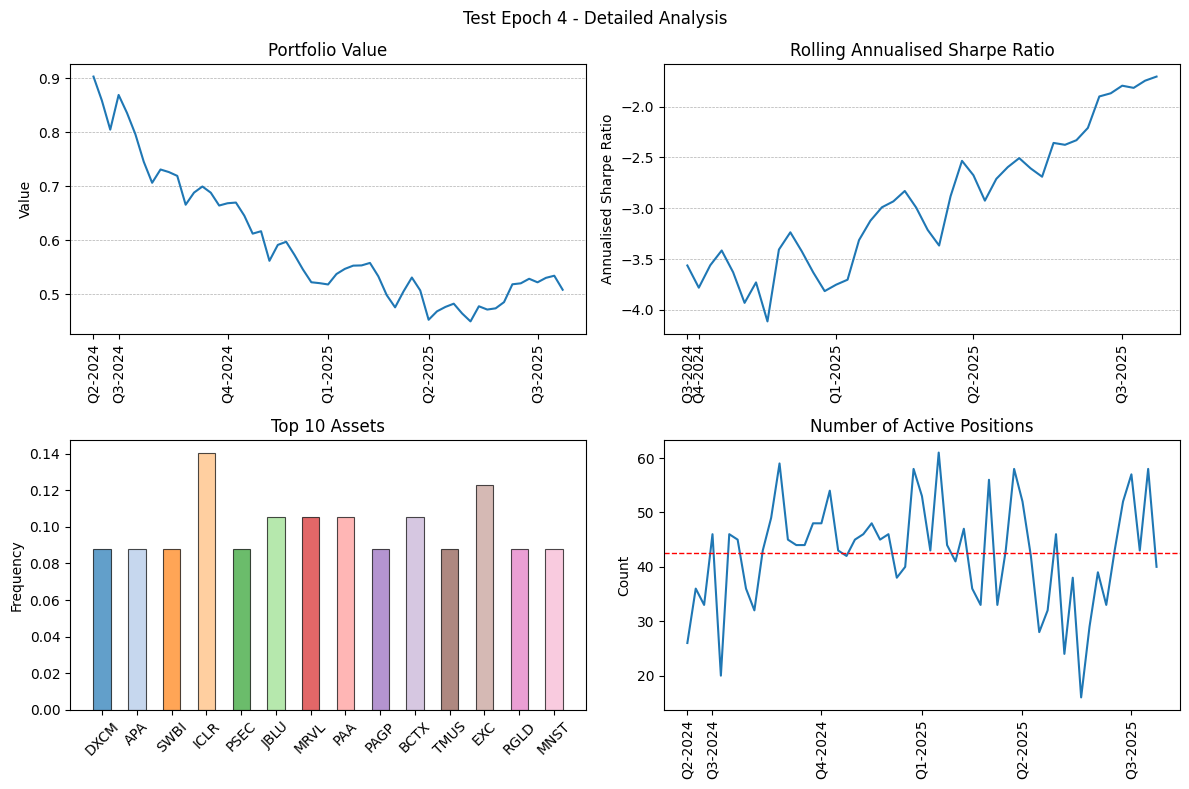 Test Epoch 4 - Detailed Analysis
Portfolio Value
Value
0.9
0.8
0.7
0.6
0.5
Q2-2024
Q3-2024
Q4-2024
Q1-2025
Q2-2025
Q3-2025
Rolling Annualised Sharpe Ratio
Annualised Sharpe Ratio
−2.0
−2.5
−3.0
−3.5
−4.0
Q3-2024
Q4-2024
Q1-2025
Q2-2025
Q3-2025
Top 10 Assets
Frequency
0.14
0.12
0.10
0.08
0.06
0.04
0.02
0.00
DXCM
APA
SWBI
ICLR
PSEC
JBLU
MRVL
PAA
PAGP
BCTX
TMUS
EXC
RGLD
MNST
Number of Active Positions
Count
60
50
40
30
20
Q2-2024
Q3-2024
Q4-2024
Q1-2025
Q2-2025
Q3-2025